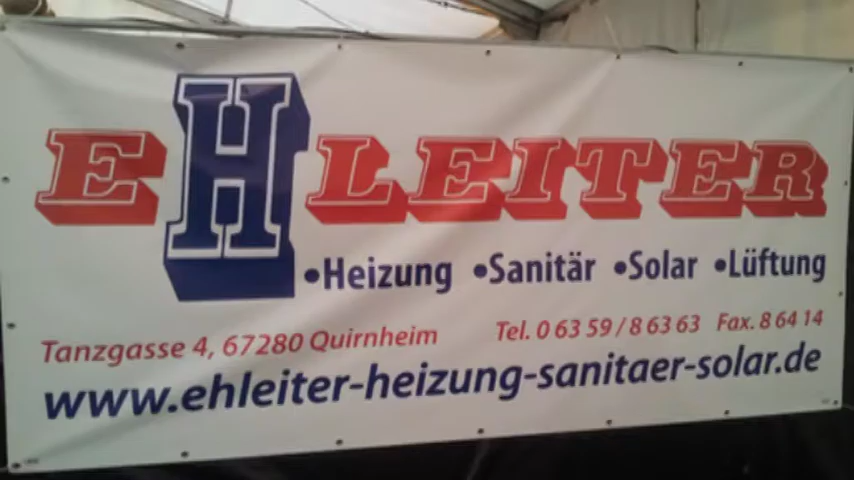 EHLEITER
•Heizung •Sanitär •Solar •Lüftung
Tanzgasse 4, 67280 Quirnheim Tel. 0 63 59 / 8 63 63 Fax. 8 64 14
www.ehleiter-heizung-sanitaer-solar.de